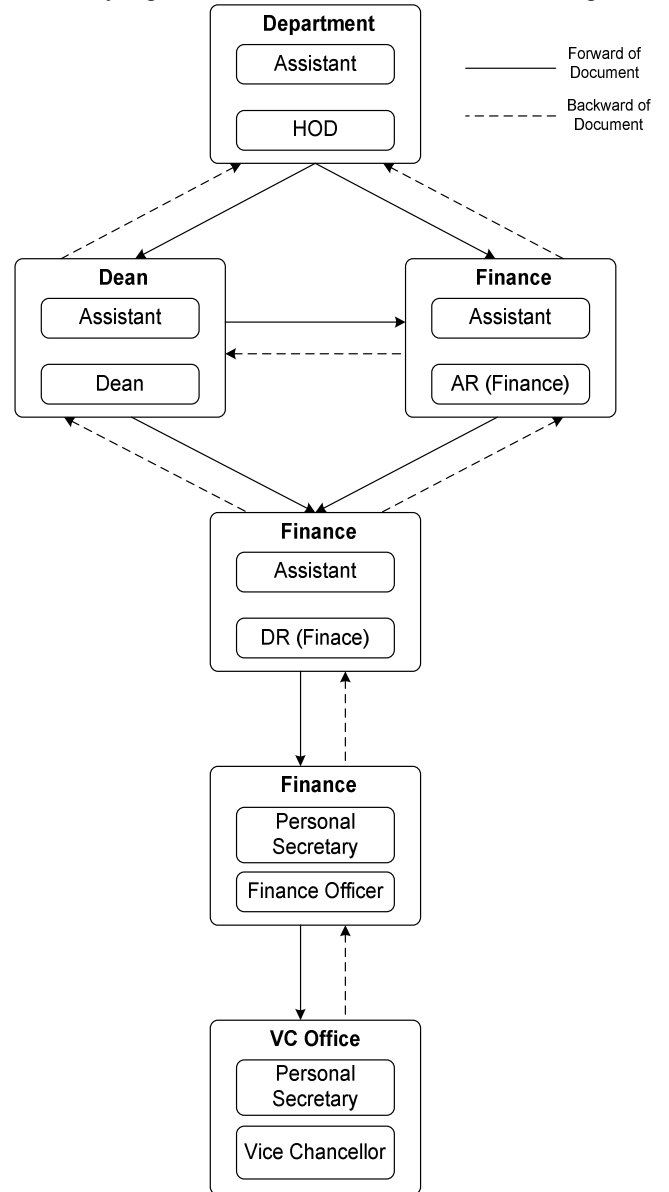 Department
Assistant
HOD
Forward of
Document
Backward of
Document
Dean
Assistant
Dean
Finance
Assistant
AR (Finance)
Finance
Assistant
DR (Finace)
Finance
Personal
Secretary
Finance Officer
VC Office
Personal
Secretary
Vice Chancellor